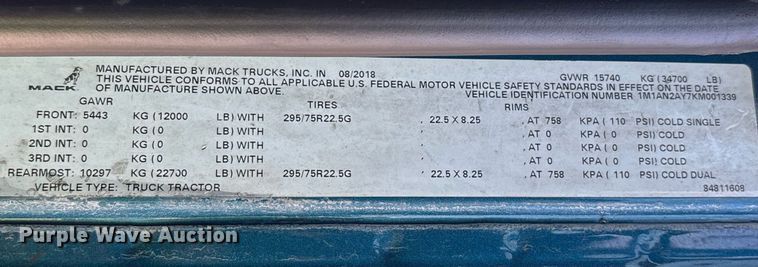 MANUFACTURED BY MACK TRUCKS, INC. IN 08/2018 GVWR 15740 KG (34700 LB)
THIS VEHICLE CONFORMS TO ALL APPLICABLE U.S. FEDERAL MOTOR VEHICLE SAFETY STANDARDS IN EFFECT ON THE DATE
MACK OF MANUFACTURE SHOWN ABOVE. VEHICLE IDENTIFICATION NUMBER 1M1AN2AY7KM001339
GAWR TIRES RIMS
FRONT: 5443 KG (12000 LB) WITH 295/75R22.5G , 22.5 X 8.25 , AT 758 KPA ( 110 PSI) COLD SINGLE
1ST INT: 0 KG ( 0 LB) WITH , , AT 0 KPA ( 0 PSI) COLD
2ND INT: 0 KG ( 0 LB) WITH , , AT 0 KPA ( 0 PSI) COLD
3RD INT: 0 KG ( 0 LB) WITH , , AT 0 KPA ( 0 PSI) COLD
REARMOST: 10297 KG ( 22700 LB) WITH 295/75R22.5G , 22.5 X 8.25 , AT 758 KPA ( 110 PSI) COLD DUAL
VEHICLE TYPE: TRUCK TRACTOR 84811608
Purple Wave Auction